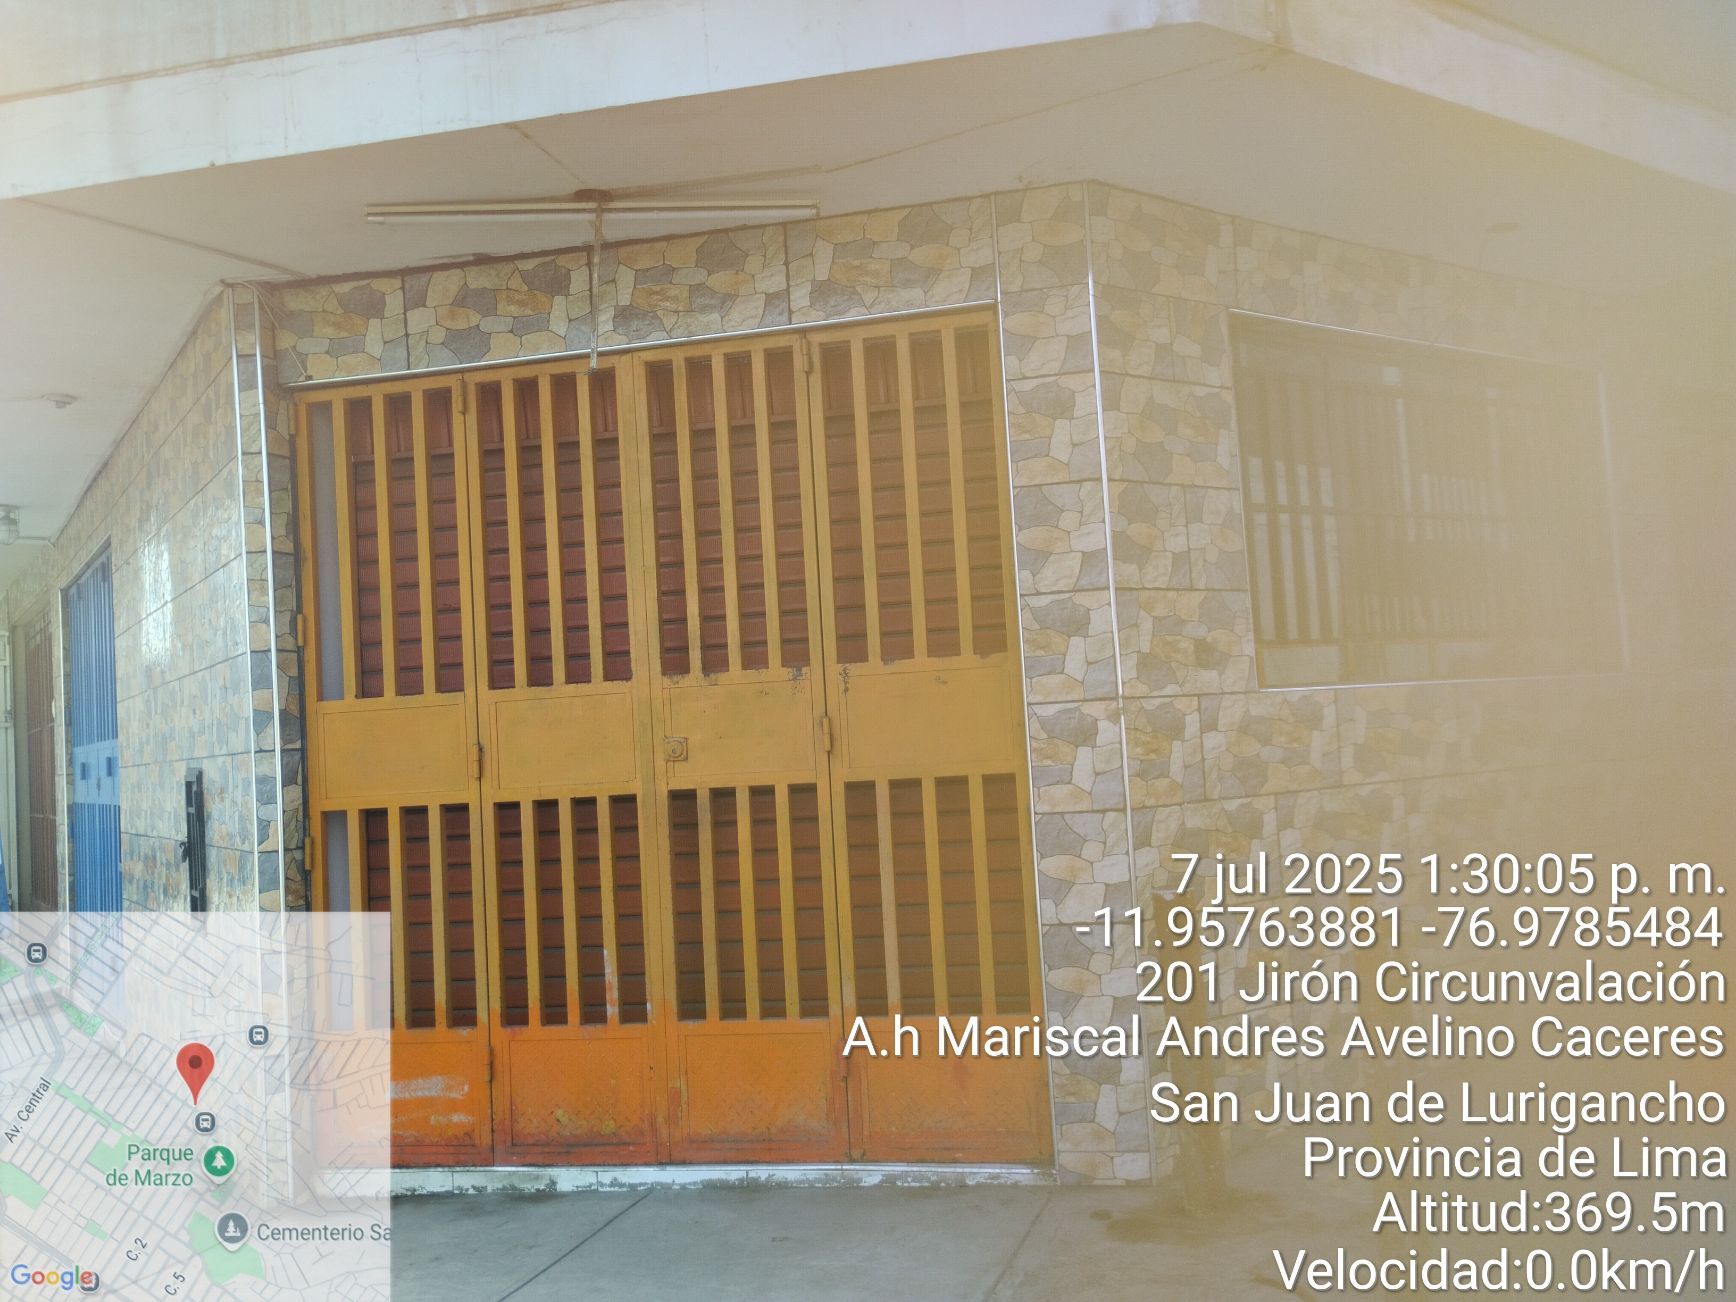 7 jul 2025 1:30:05 p. m.
-11.95763881 -76.9785484
201 Jirón Circunvalación
A.h Mariscal Andres Avelino Caceres
San Juan de Lurigancho
Provincia de Lima
Altitud:369.5m
Velocidad:0.0km/h
Av. Central
Parque
de Marzo
Cementerio Sa
C. 2
C. 5
Google